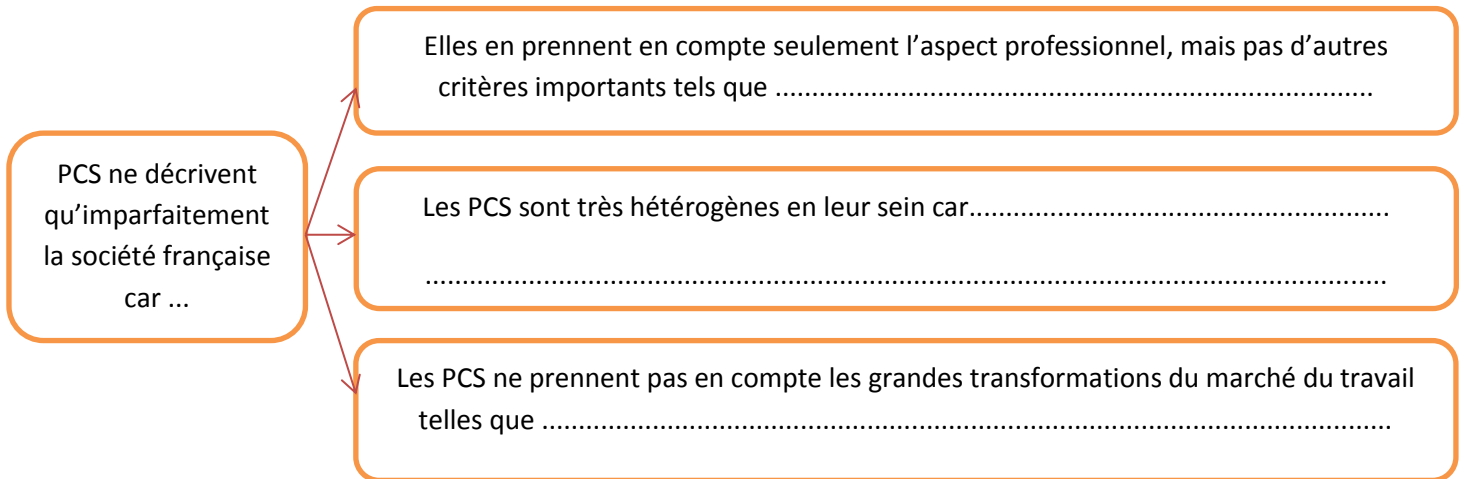 PCS ne décrivent
qu’imparfaitement
la société française
car ...
Elles en prennent en compte seulement l’aspect professionnel, mais pas d’autres
critères importants tels que ..........................................................................................
Les PCS sont très hétérogènes en leur sein car...............................................................
.................................................................................................................................................
Les PCS ne prennent pas en compte les grandes transformations du marché du travail
telles que ................................................................................................................................